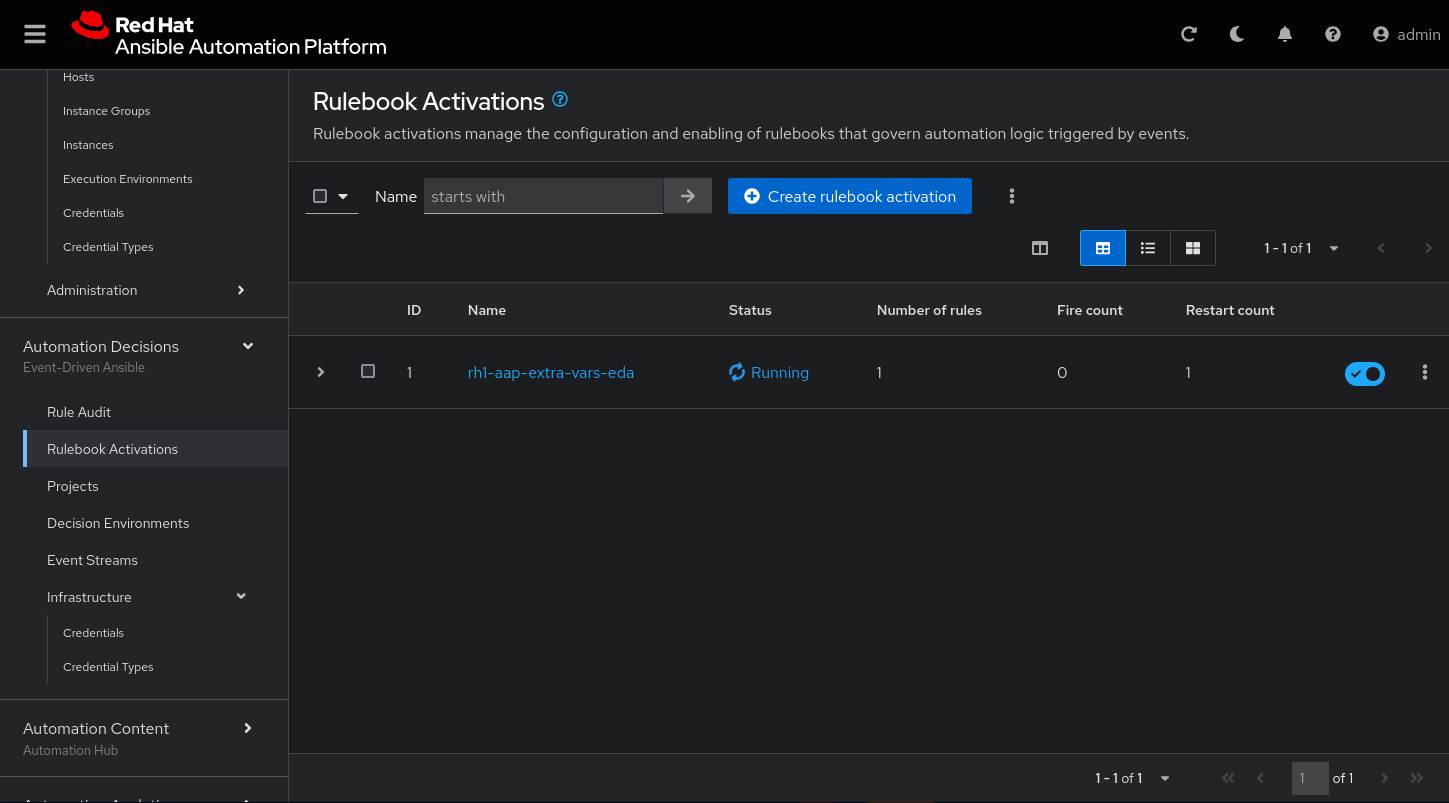 Red Hat
Ansible Automation Platform
admin
Hosts
Instance Groups
Instances
Execution Environments
Credentials
Credential Types
Administration
Automation Decisions
Event-Driven Ansible
Rule Audit
Rulebook Activations
Projects
Decision Environments
Event Streams
Infrastructure
Credentials
Credential Types
Automation Content
Automation Hub
Rulebook Activations
Rulebook activations manage the configuration and enabling of rulebooks that govern automation logic triggered by events.
Name starts with Create rulebook activation
1 - 1 of 1
ID Name Status Number of rules Fire count Restart count
1 rh1-aap-extra-vars-eda Running 1 0 1
1 - 1 of 1 1 of 1